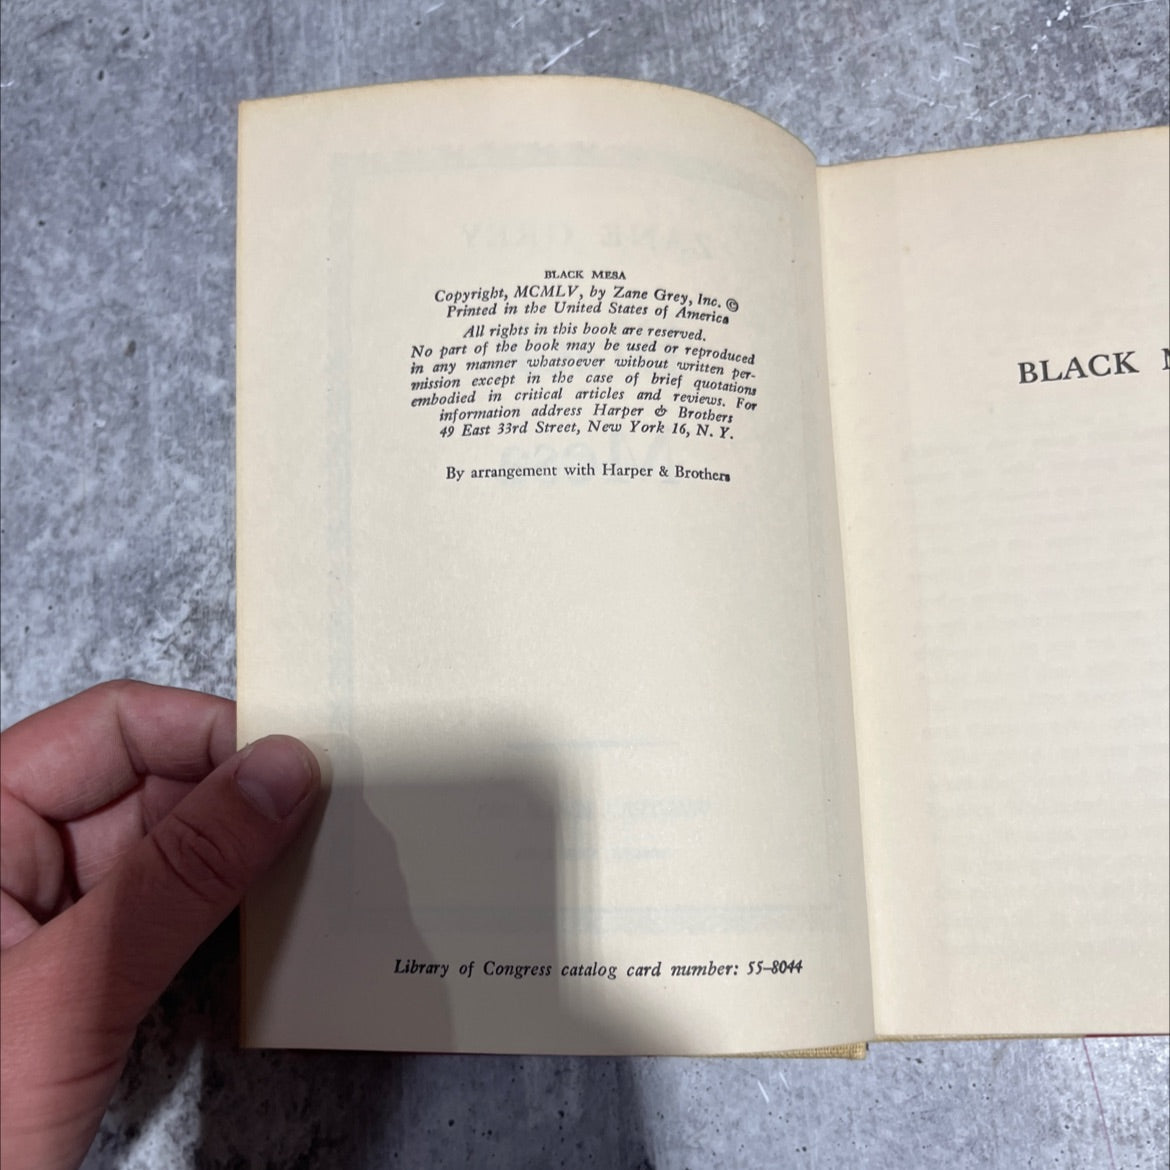 BLACK MESA
Copyright, MCMLV, by Zane Grey, Inc. ©
Printed in the United States of America
All rights in this book are reserved.
No part of the book may be used or reproduced
in any manner whatsoever without written per-
mission except in the case of brief quotations
embodied in critical articles and reviews. For
information address Harper & Brothers
49 East 33rd Street, New York 16, N. Y.
By arrangement with Harper & Brothers
Library of Congress catalog card number: 55–8044
BLACK M